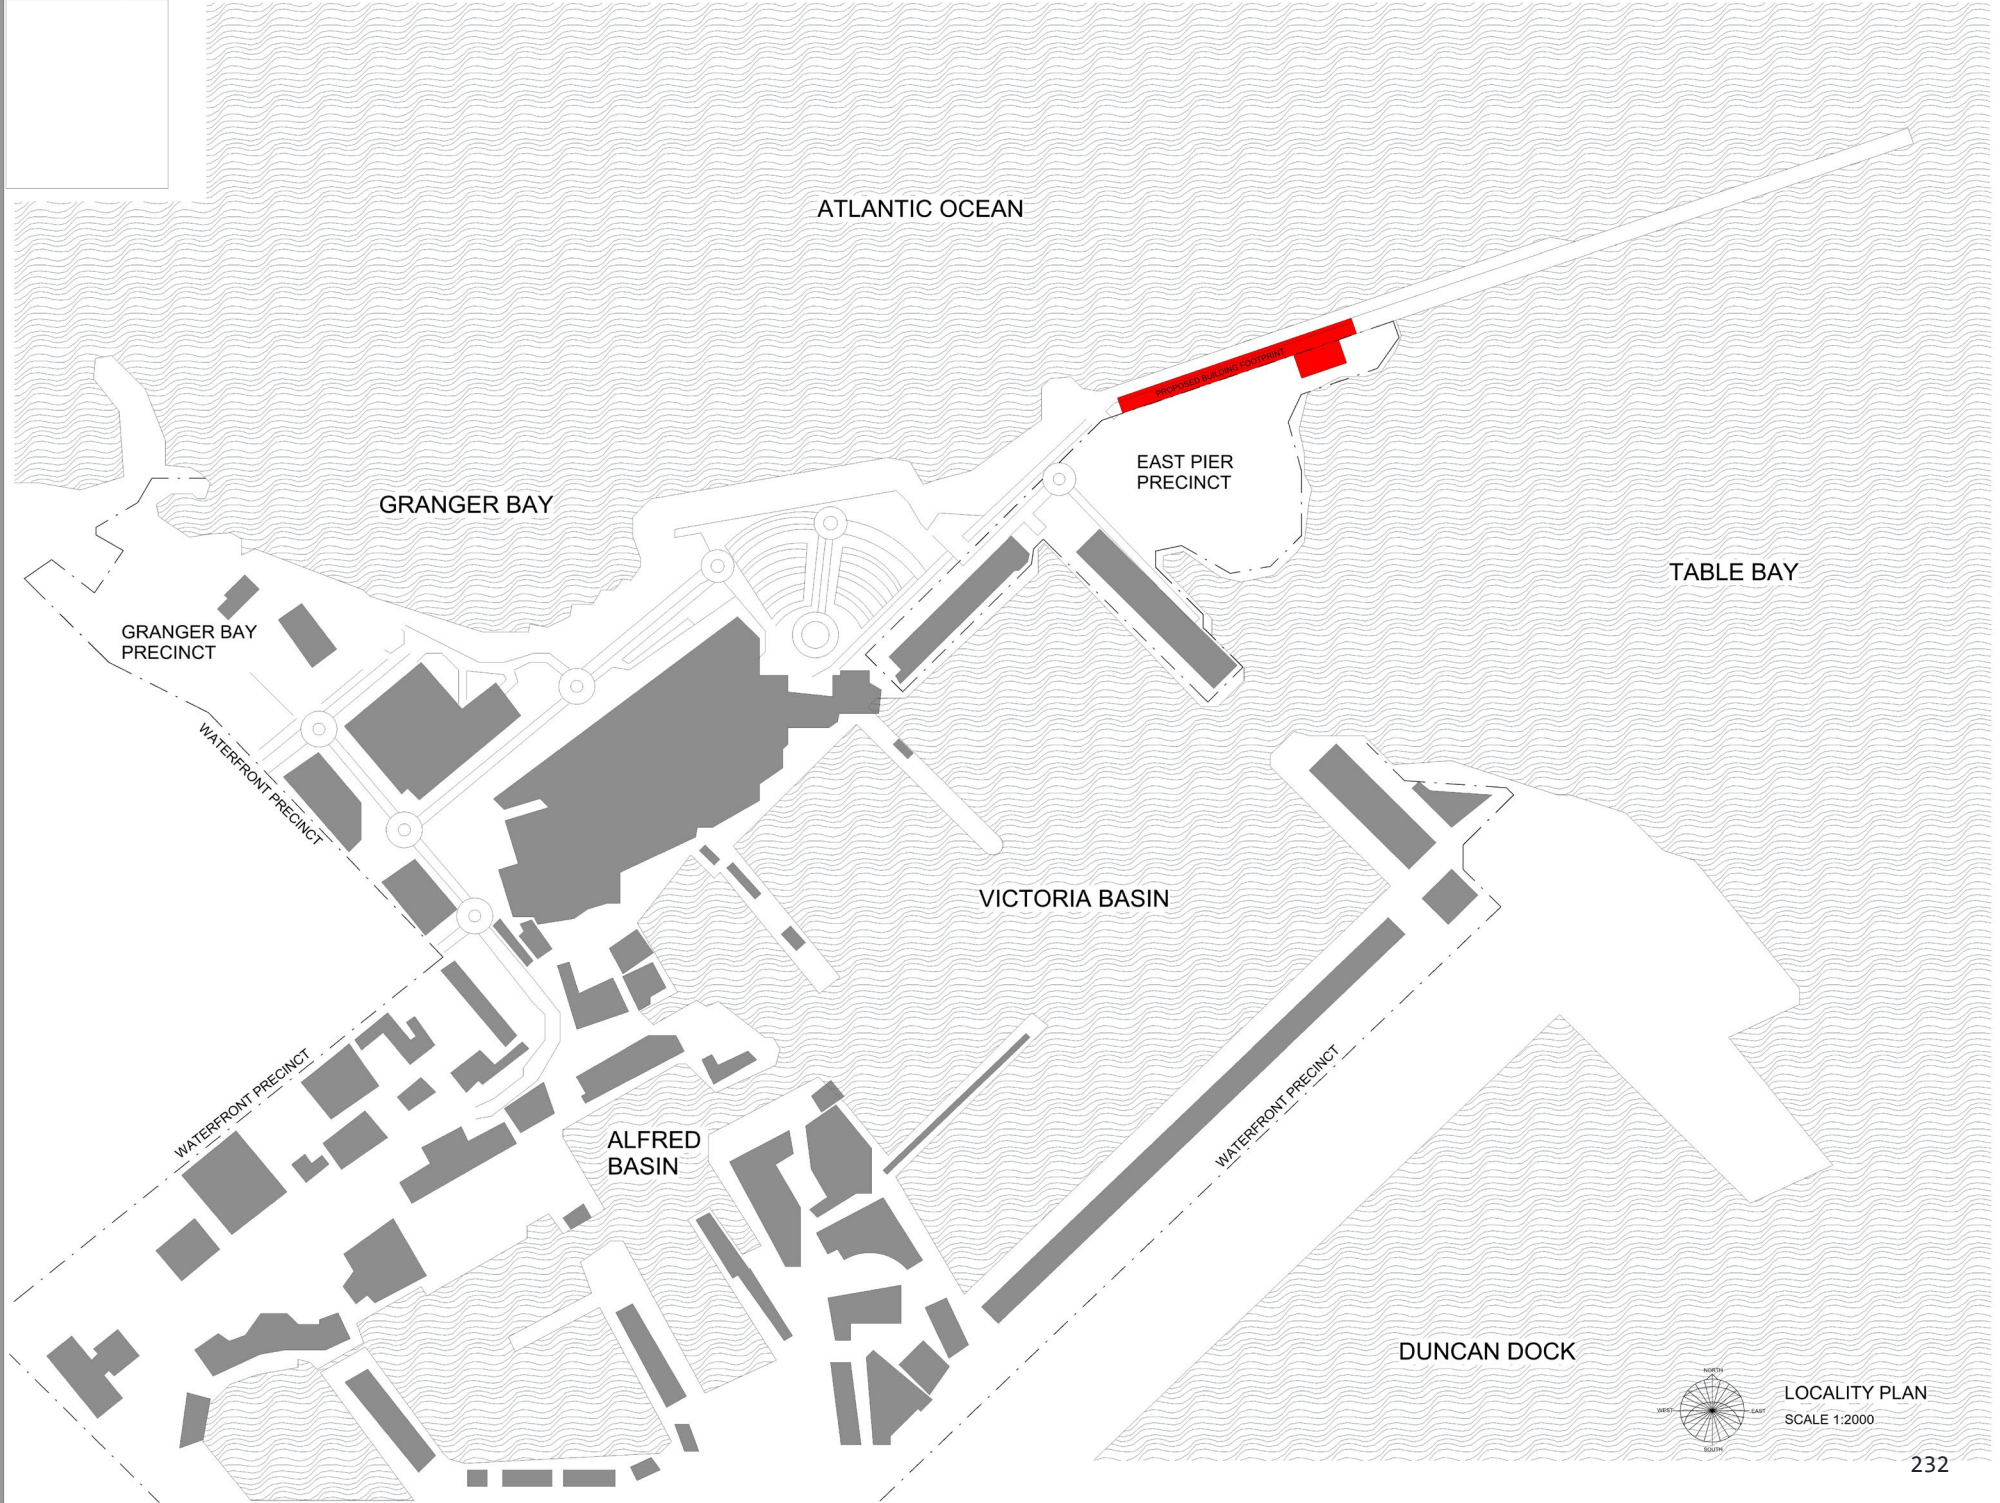 ATLANTIC OCEAN
PROPOSED BUILDING FOOTPRINT
EAST PIER
PRECINCT
GRANGER BAY
TABLE BAY
GRANGER BAY
PRECINCT
WATERFRONT PRECINCT
VICTORIA BASIN
WATERFRONT PRECINCT
WATERFRONT PRECINCT
ALFRED
BASIN
DUNCAN DOCK
NORTH
WEST
EAST
SOUTH
LOCALITY PLAN
SCALE 1:2000
232